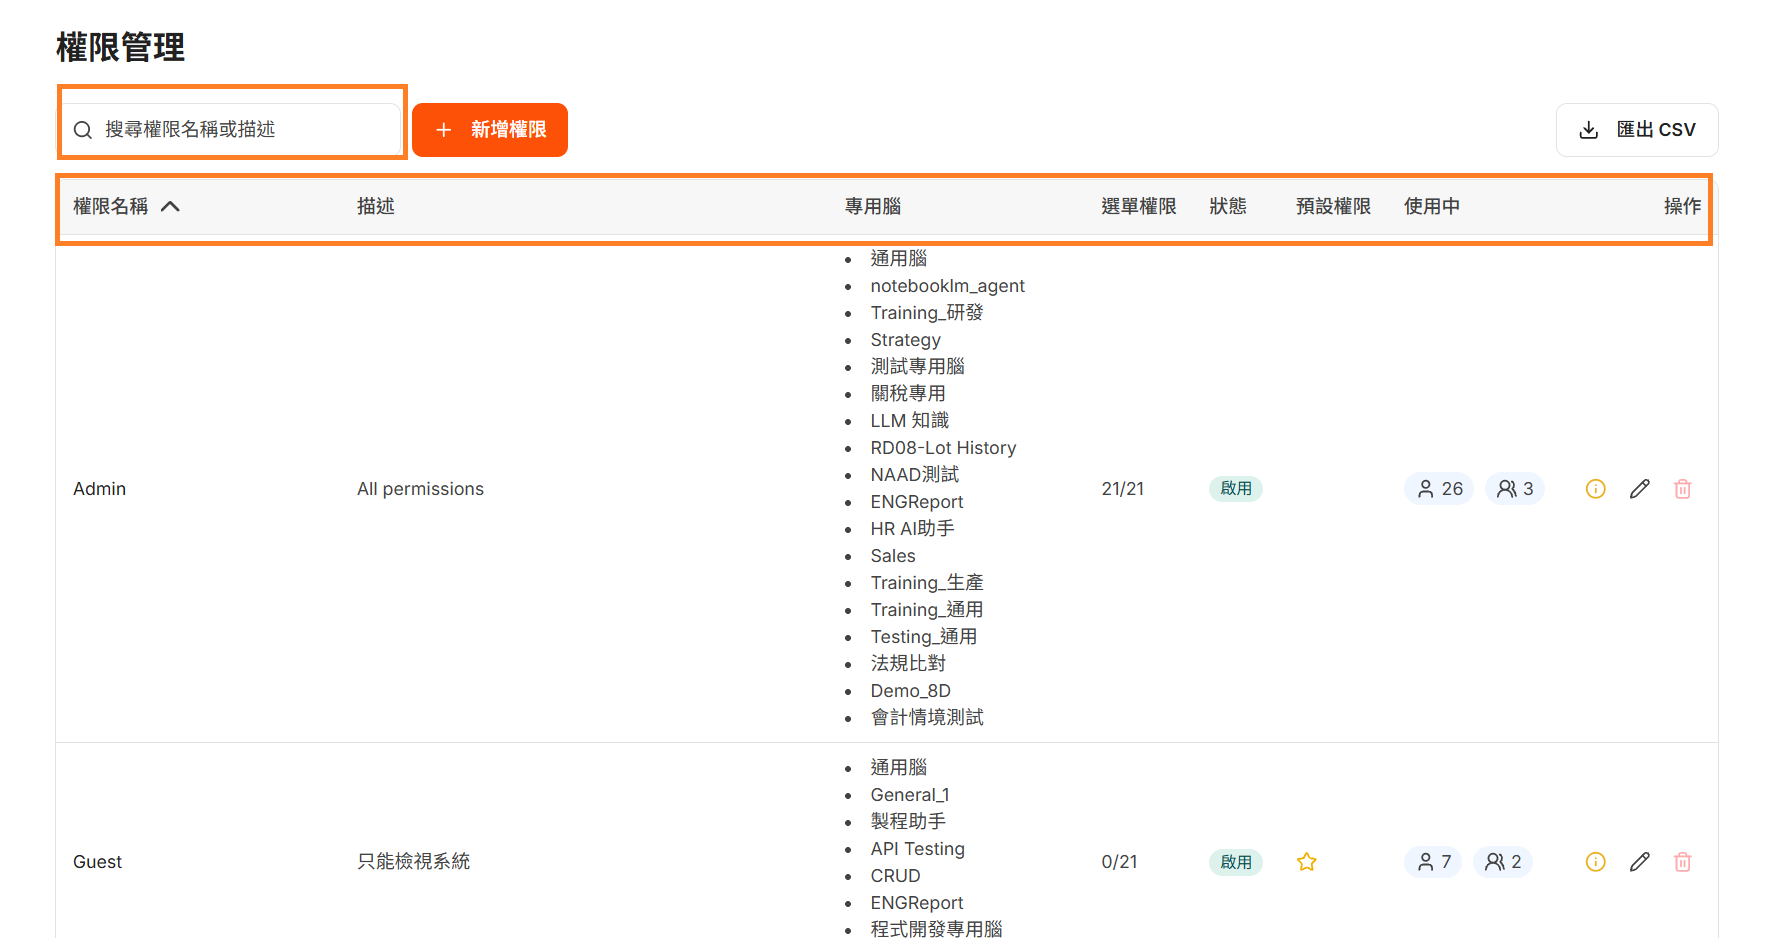 權限管理
搜尋權限名稱或描述
新增權限
匯出 CSV
權限名稱 描述 專用腦 選單權限 狀態 預設權限 使用中 操作
通用腦
notebooklm_agent
Training_研發
Strategy
測試專用腦
關稅專用
LLM 知識
RD08-Lot History
NAAD測試
ENGReport
HR AI助手
Sales
Training_生產
Training_通用
Testing_通用
法規比對
Demo_8D
會計情境測試
Admin All permissions 21/21 啟用 26 3
通用腦
General_1
製程助手
API Testing
CRUD
ENGReport
程式開發專用腦
Guest 只能檢視系統 0/21 啟用 7 2